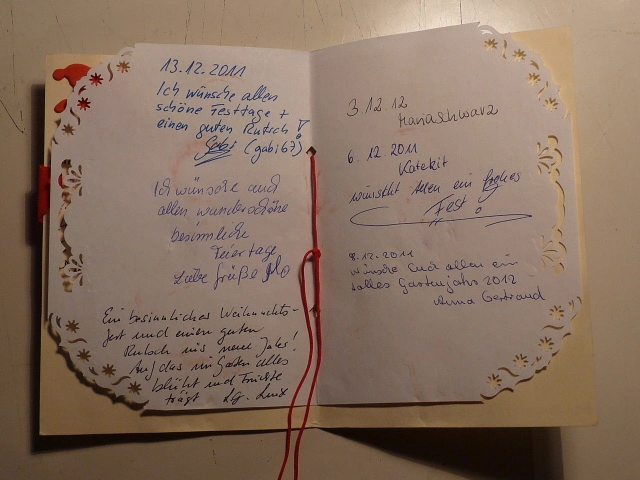 13.12.2011
Ich wünsche allen
schöne Festtage +
einen guten Rutsch!
Gabi (gabi67)
Ich wünsche auch
allen wunderschöne
besinnliche
Feiertage
Liebe Grüße
Ein besinnliches Weihnachts-
fest und einen guten
Rutsch ins neue Jahr!
Auf das im Garten alles
blüht und Früchte
trägt Lg.
3.12.12
mariaschwarz
6.12.2011
Katekit
wünscht Allen ein frohes
Fest!
8.12.2011
wünsche Euch allen ein
tolles Gartenjahr 2012
Anna Gertraud